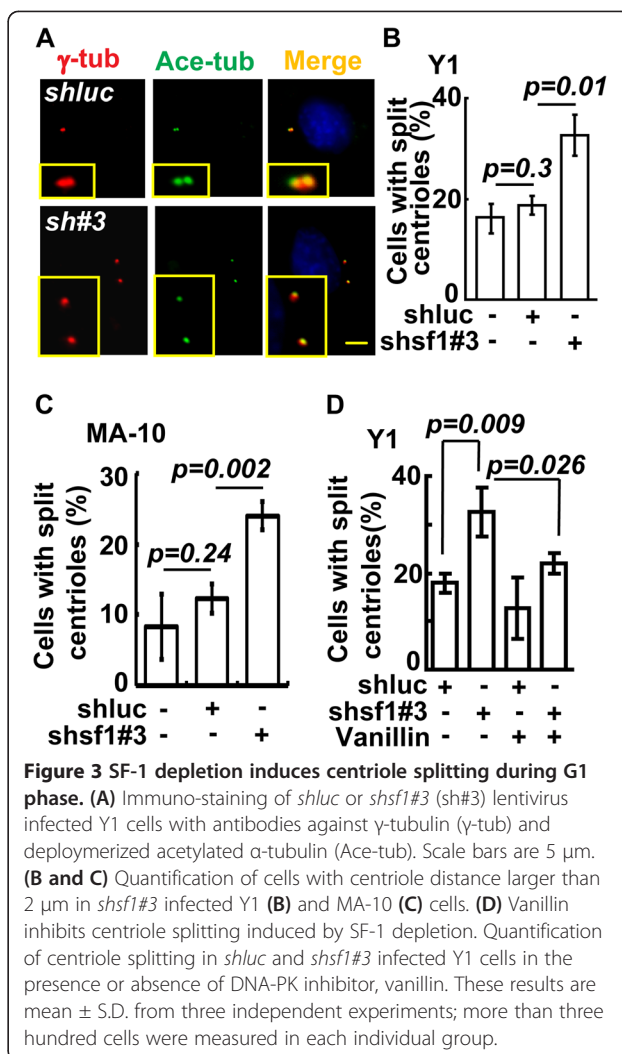 A
γ-tub Ace-tub Merge
shluc
sh#3
B
Y1
Cells with split
centrioles (%)
40
20
0
p=0.01
p=0.3
shluc - + -
shsf1#3 - - +
C
MA-10
Cells with split
centrioles (%)
30
20
10
0
p=0.002
p=0.24
shluc - + -
shsf1#3 - - +
D
Y1
Cells with split
centrioles(%)
40
20
0
p=0.009
p=0.026
shluc + - + -
shsf1#3 - + - +
Vanillin - - + +
Figure 3 SF-1 depletion induces centriole splitting during G1
phase. (A) Immuno-staining of shluc or shsf1#3 (sh#3) lentivirus
infected Y1 cells with antibodies against γ-tubulin (γ-tub) and
deploymerized acetylated α-tubulin (Ace-tub). Scale bars are 5 μm.
(B and C) Quantification of cells with centriole distance larger than
2 μm in shsf1#3 infected Y1 (B) and MA-10 (C) cells. (D) Vanillin
inhibits centriole splitting induced by SF-1 depletion. Quantification
of centriole splitting in shluc and shsf1#3 infected Y1 cells in the
presence or absence of DNA-PK inhibitor, vanillin. These results are
mean ± S.D. from three independent experiments; more than three
hundred cells were measured in each individual group.